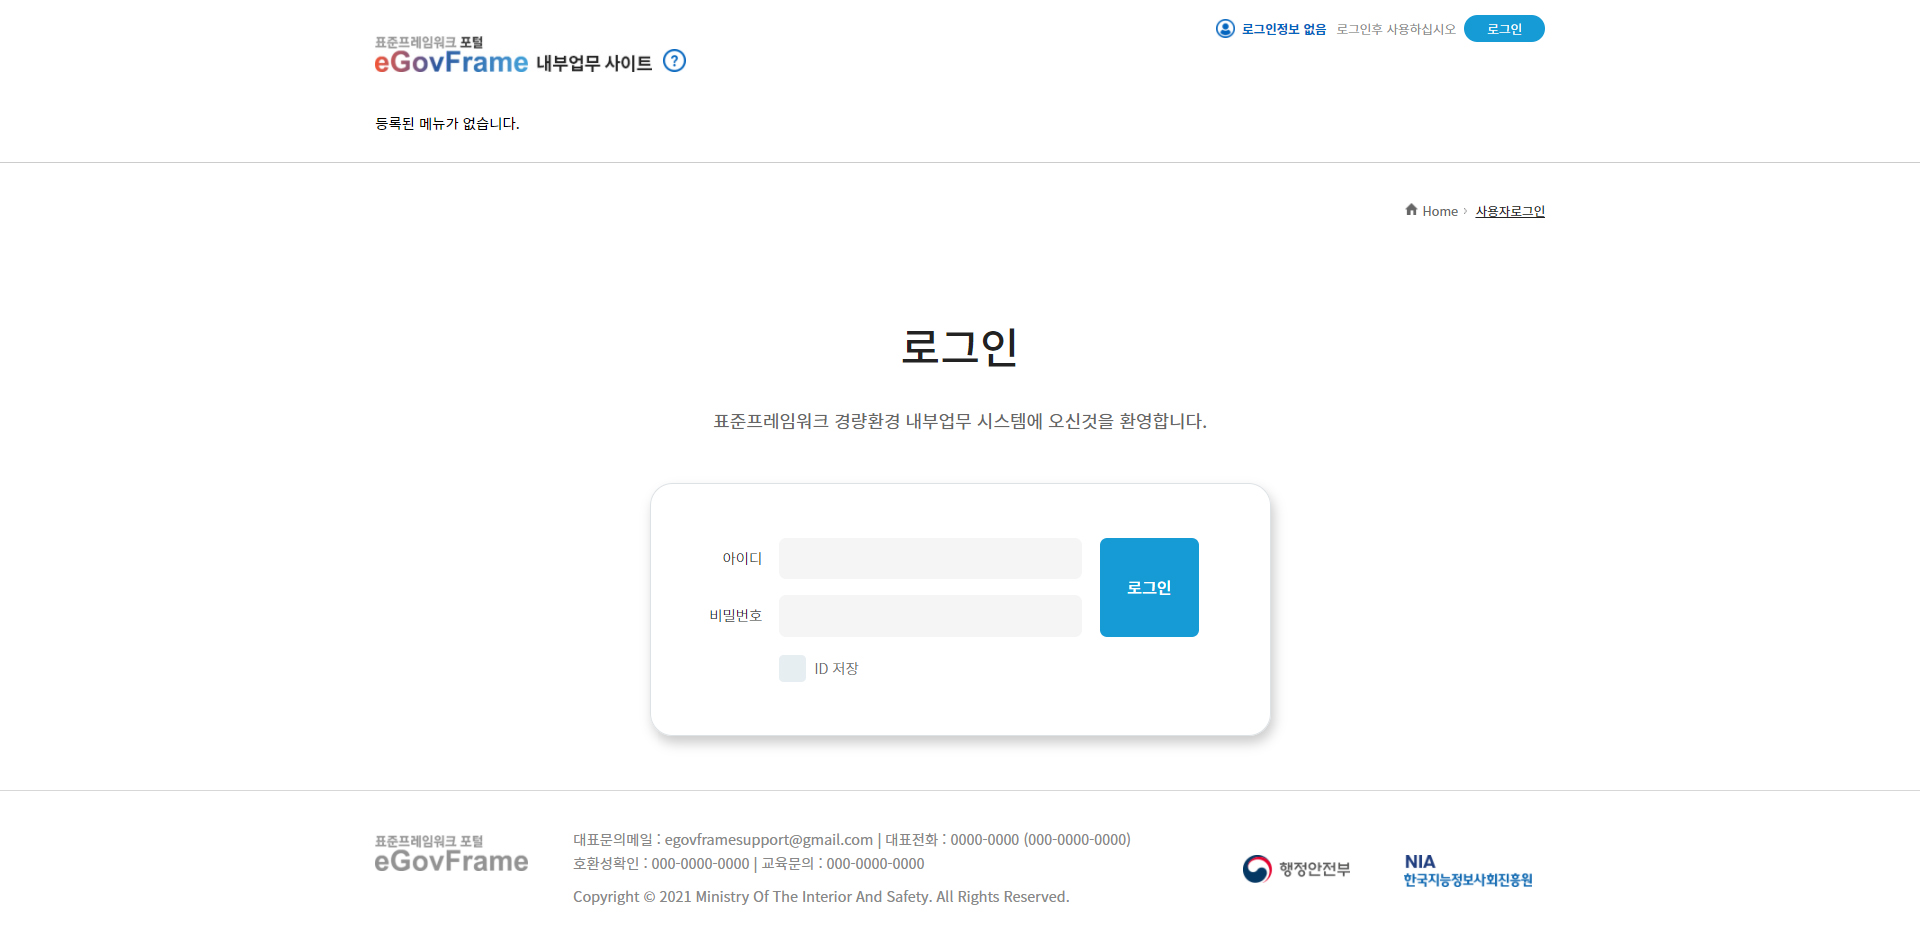 로그인정보 없음 로그인후 사용하십시오 로그인
표준프레임워크 포털
eGovFrame 내부업무 사이트 ?
등록된 메뉴가 없습니다.
Home › 사용자로그인
로그인
표준프레임워크 경량환경 내부업무 시스템에 오신것을 환영합니다.
아이디
로그인
비밀번호
ID 저장
표준프레임워크 포털
eGovFrame
대표문의메일 : egovframesupport@gmail.com | 대표전화 : 0000-0000 (000-0000-0000)
호환성확인 : 000-0000-0000 | 교육문의 : 000-0000-0000
Copyright © 2021 Ministry Of The Interior And Safety. All Rights Reserved.
행정안전부
NIA
한국지능정보사회진흥원